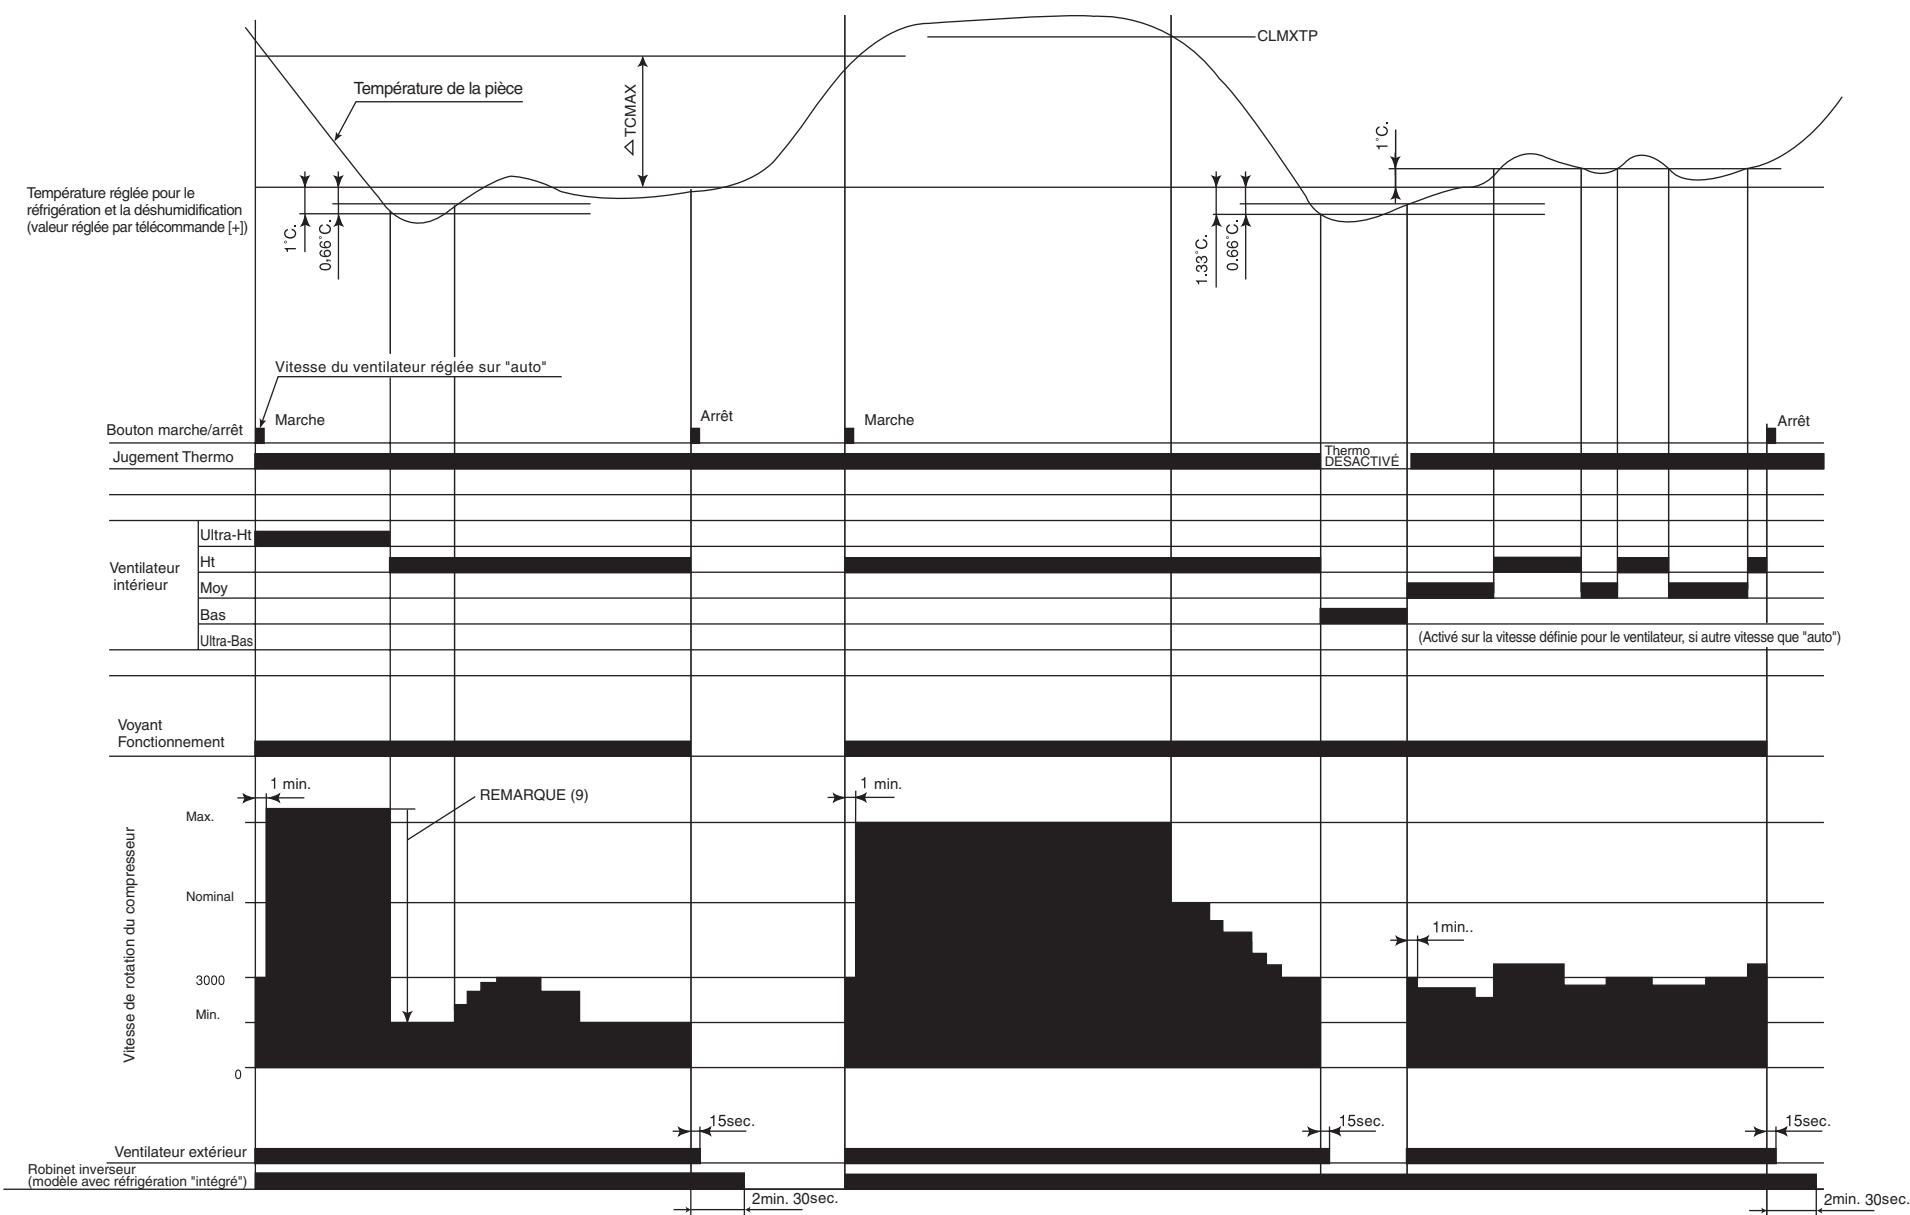 CLMXTP
Température de la pièce
△TCMAX
1°C.
Température réglée pour le
réfrigération et la déshumidification
(valeur réglée par télécommande [+])
1°C.
0,66°C.
1.33°C.
0.66°C.
Vitesse du ventilateur réglée sur "auto"
Bouton marche/arrêt
Marche
Arrêt
Marche
Arrêt
Jugement Thermo
Thermo
DÉSACTIVÉ
Ventilateur
intérieur
Ultra-Ht
Ht
Moy
Bas
Ultra-Bas
(Activé sur la vitesse définie pour le ventilateur, si autre vitesse que "auto")
Voyant
Fonctionnement
1 min.
REMARQUE (9)
1 min.
1min..
Vitesse de rotation du compresseur
Max.
Nominal
3000
Min.
0
15sec.
15sec.
15sec.
Ventilateur extérieur
Robinet inverseur
(modèle avec réfrigération "intégré")
2min. 30sec.
2min. 30sec.